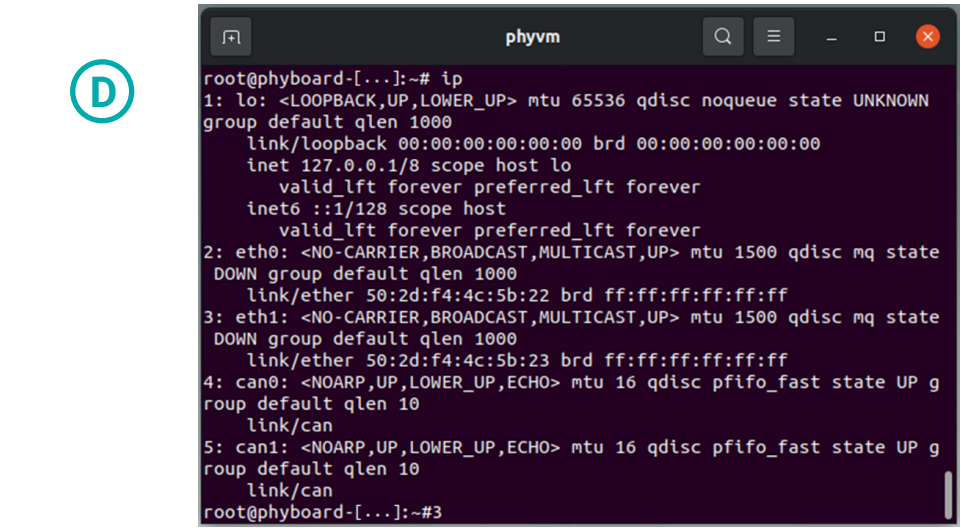 D
phyvm
root@phyboard-[...]:~# ip
1: lo: <LOOPBACK,UP,LOWER_UP> mtu 65536 qdisc noqueue state UNKNOWN
group default qlen 1000
    link/loopback 00:00:00:00:00:00 brd 00:00:00:00:00:00
    inet 127.0.0.1/8 scope host lo
       valid_lft forever preferred_lft forever
    inet6 ::1/128 scope host
       valid_lft forever preferred_lft forever
2: eth0: <NO-CARRIER,BROADCAST,MULTICAST,UP> mtu 1500 qdisc mq state
 DOWN group default qlen 1000
    link/ether 50:2d:f4:4c:5b:22 brd ff:ff:ff:ff:ff:ff
3: eth1: <NO-CARRIER,BROADCAST,MULTICAST,UP> mtu 1500 qdisc mq state
 DOWN group default qlen 1000
    link/ether 50:2d:f4:4c:5b:23 brd ff:ff:ff:ff:ff:ff
4: can0: <NOARP,UP,LOWER_UP,ECHO> mtu 16 qdisc pfifo_fast state UP g
roup default qlen 10
    link/can
5: can1: <NOARP,UP,LOWER_UP,ECHO> mtu 16 qdisc pfifo_fast state UP g
roup default qlen 10
    link/can
root@phyboard-[...]:~#3